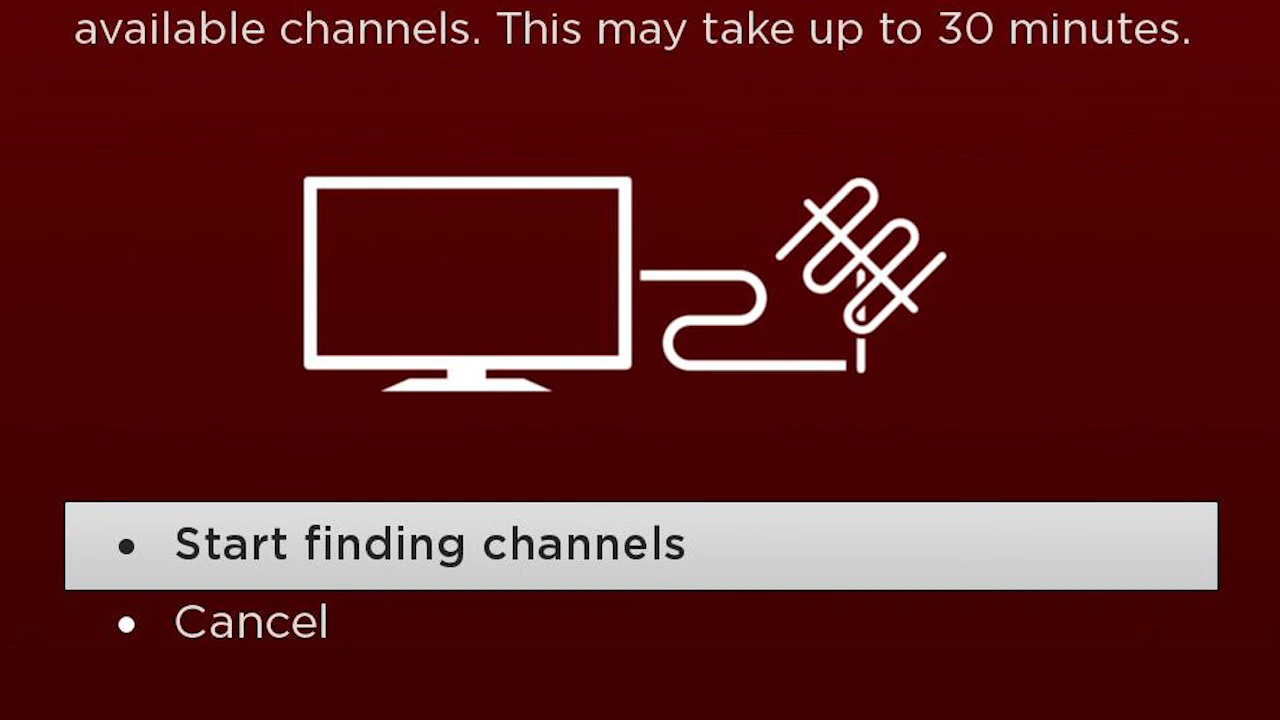 available channels. This may take up to 30 minutes.
Start finding channels
Cancel